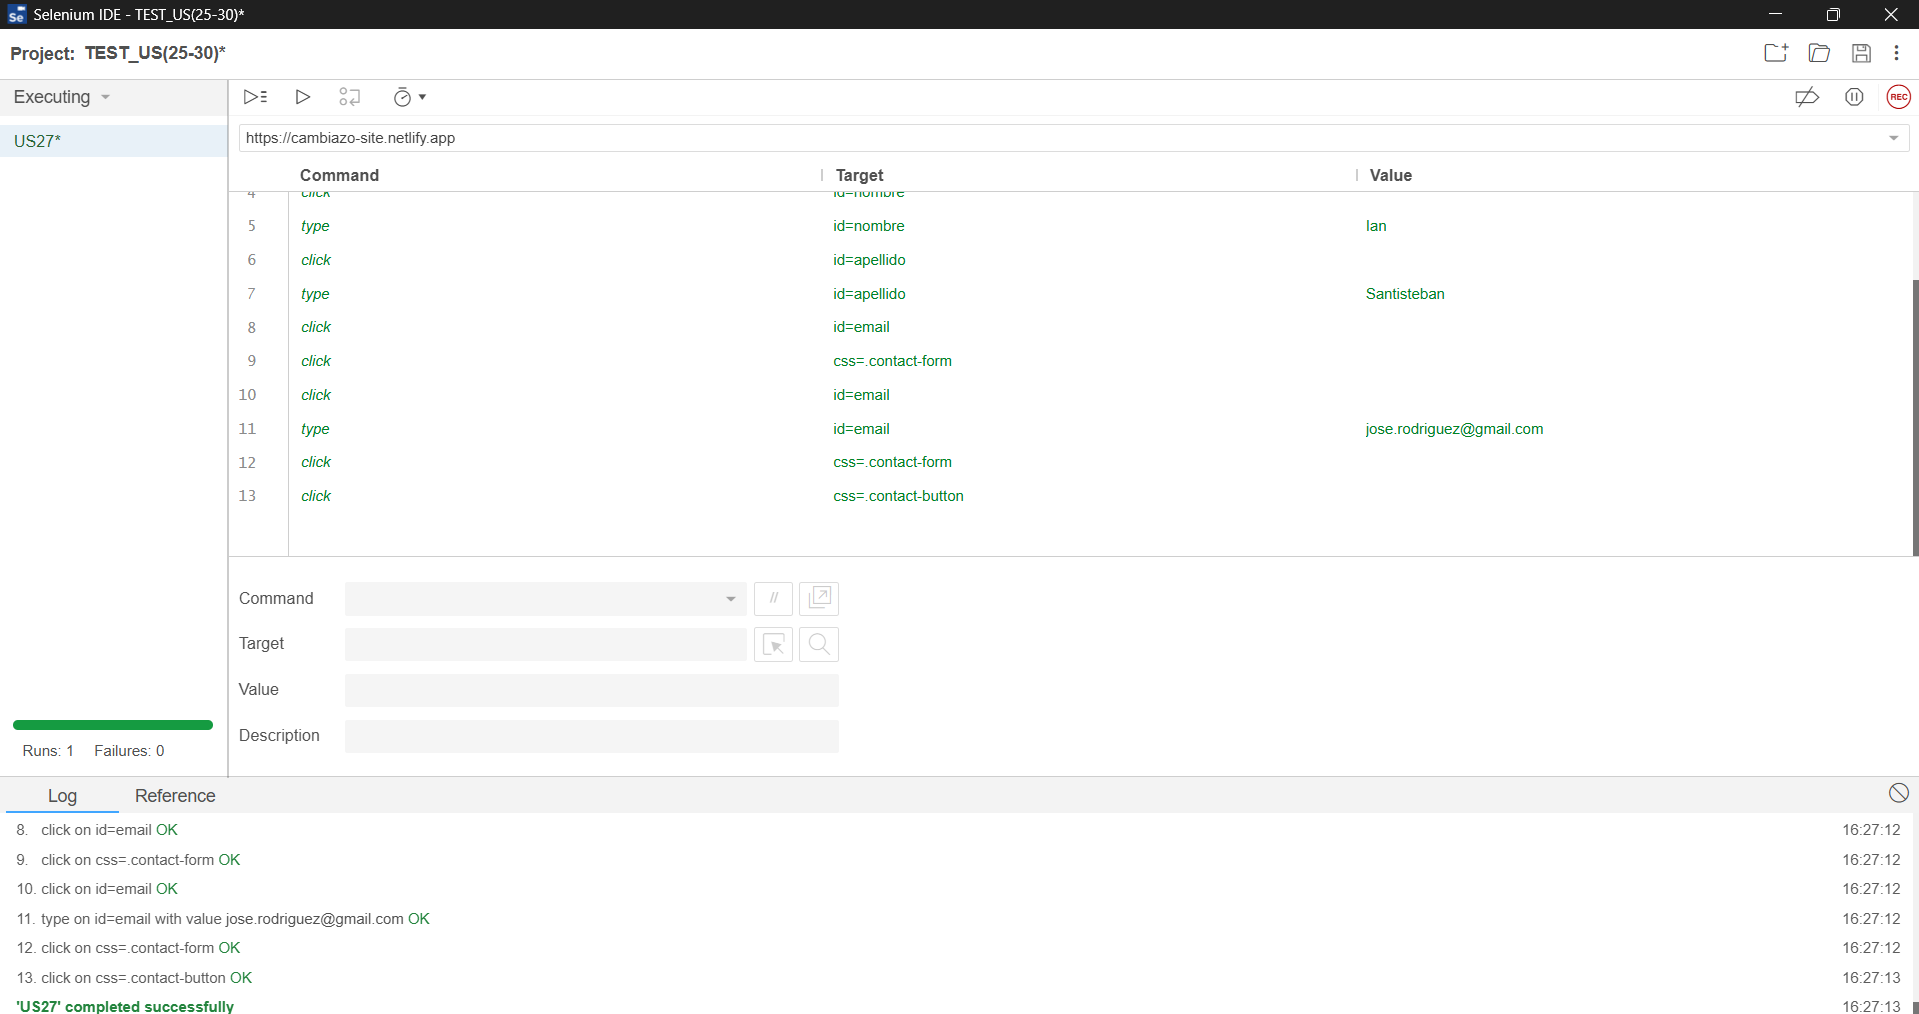 Selenium IDE - TEST_US(25-30)*
Project: TEST_US(25-30)*
Executing
REC
US27*
https://cambiazo-site.netlify.app
Command Target Value
4 click id=nombre
5 type id=nombre Ian
6 click id=apellido
7 type id=apellido Santisteban
8 click id=email
9 click css=.contact-form
10 click id=email
11 type id=email jose.rodriguez@gmail.com
12 click css=.contact-form
13 click css=.contact-button
Command //
Target
Value
Description
Runs: 1 Failures: 0
Log Reference
8. click on id=email OK 16:27:12
9. click on css=.contact-form OK 16:27:12
10. click on id=email OK 16:27:12
11. type on id=email with value jose.rodriguez@gmail.com OK 16:27:12
12. click on css=.contact-form OK 16:27:12
13. click on css=.contact-button OK 16:27:13
'US27' completed successfully 16:27:13